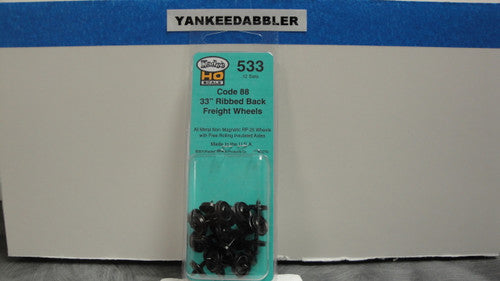 YANKEEDABBLER
Kadee
HO
SCALE
533
12 Sets
Code 88
33" Ribbed Back
Freight Wheels
All Metal Non-Magnetic RP-25 Wheels
with Free Rolling Insulated Axles
Made in the U.S.A.